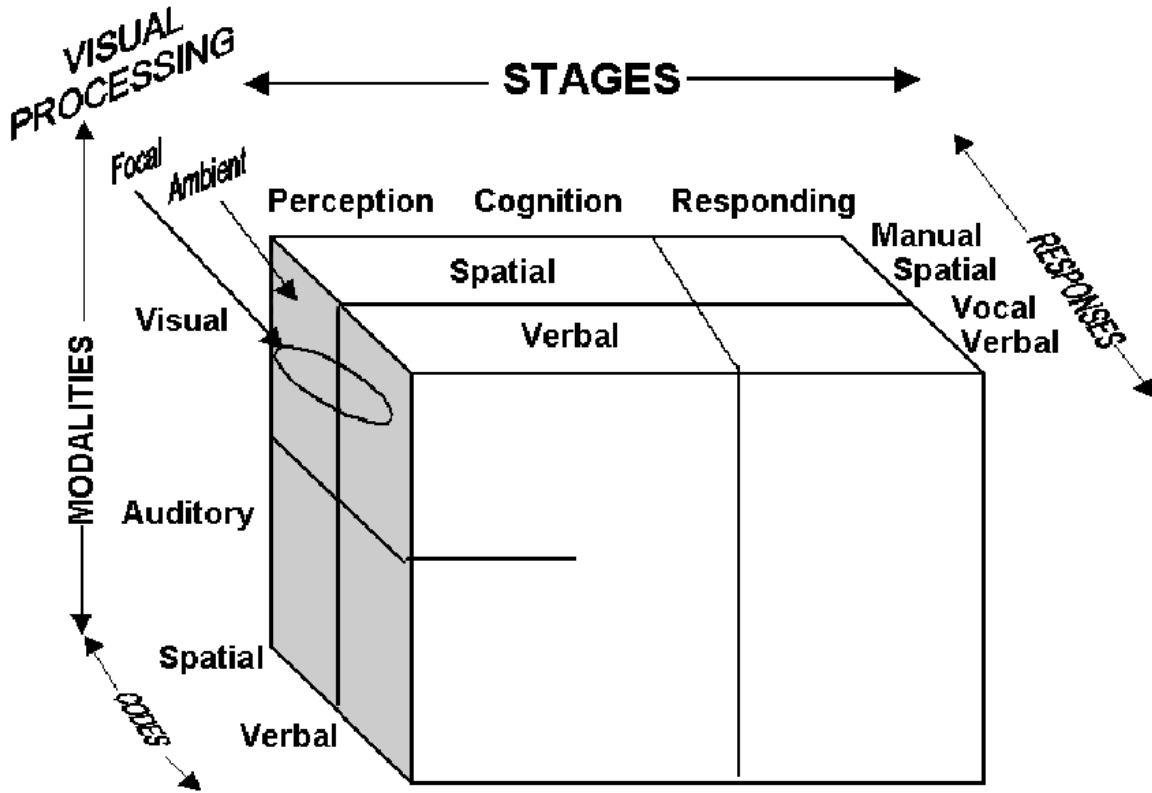 VISUAL
PROCESSING
STAGES
Focal
Ambient
Perception Cognition Responding
Manual
Spatial
Vocal
Verbal
RESPONSES
Spatial
Verbal
Visual
MODALITIES
Auditory
Spatial
Verbal
CODES